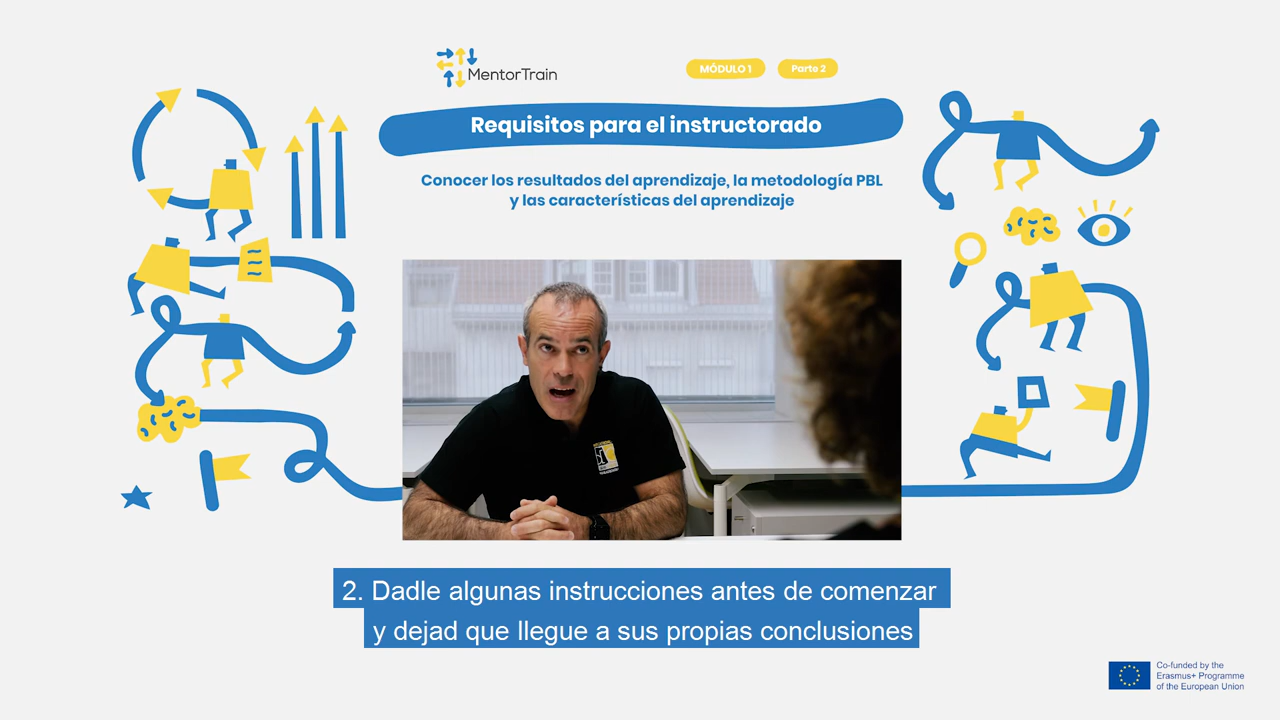 MentorTrain
MÓDULO 1
Parte 2
Requisitos para el instructorado
Conocer los resultados del aprendizaje, la metodología PBL
y las características del aprendizaje
2. Dadle algunas instrucciones antes de comenzar
y dejad que llegue a sus propias conclusiones
Co-funded by the
Erasmus+ Programme
of the European Union